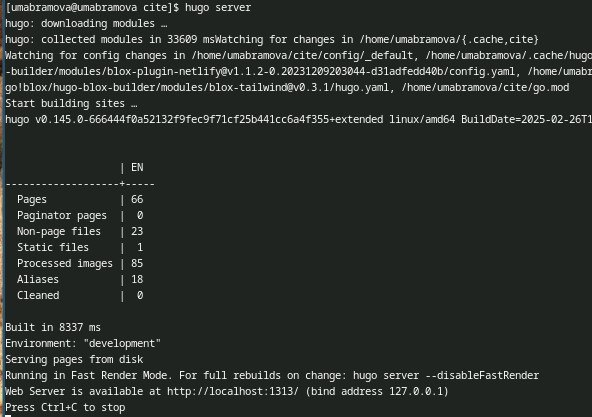 [umabramova@umabramova cite]$ hugo server
hugo: downloading modules …
hugo: collected modules in 33609 msWatching for changes in /home/umabramova/{.cache,cite}
Watching for config changes in /home/umabramova/cite/config/_default, /home/umabramova/.cache/hugo
-builder/modules/blox-plugin-netlify@v1.1.2-0.20231209203044-d31adfedd40b/config.yaml, /home/umabr
go!blox/hugo-blox-builder/modules/blox-tailwind@v0.3.1/hugo.yaml, /home/umabramova/cite/go.mod
Start building sites …
hugo v0.145.0-666444f0a52132f9fec9f71cf25b441cc6a4f355+extended linux/amd64 BuildDate=2025-02-26T1
| EN
-------------------+-----
Pages | 66
Paginator pages | 0
Non-page files | 23
Static files | 1
Processed images | 85
Aliases | 18
Cleaned | 0
Built in 8337 ms
Environment: "development"
Serving pages from disk
Running in Fast Render Mode. For full rebuilds on change: hugo server --disableFastRender
Web Server is available at http://localhost:1313/ (bind address 127.0.0.1)
Press Ctrl+C to stop